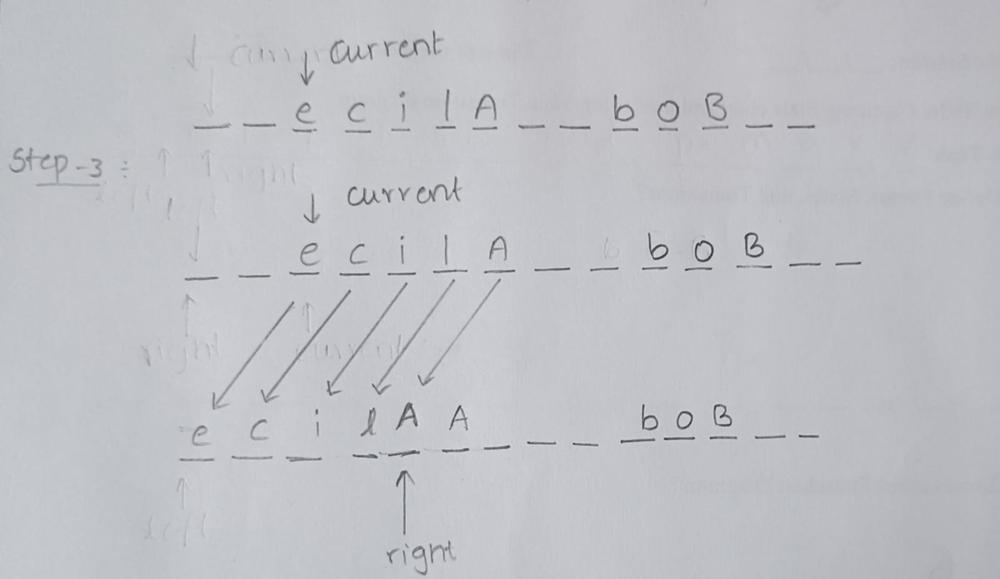 current
_ _ e c i l A _ _ b o B _ _
Step-3 :
current
_ _ e c i l A _ _ b o B _ _
e c i l A A _ _ _ b o B _ _
right